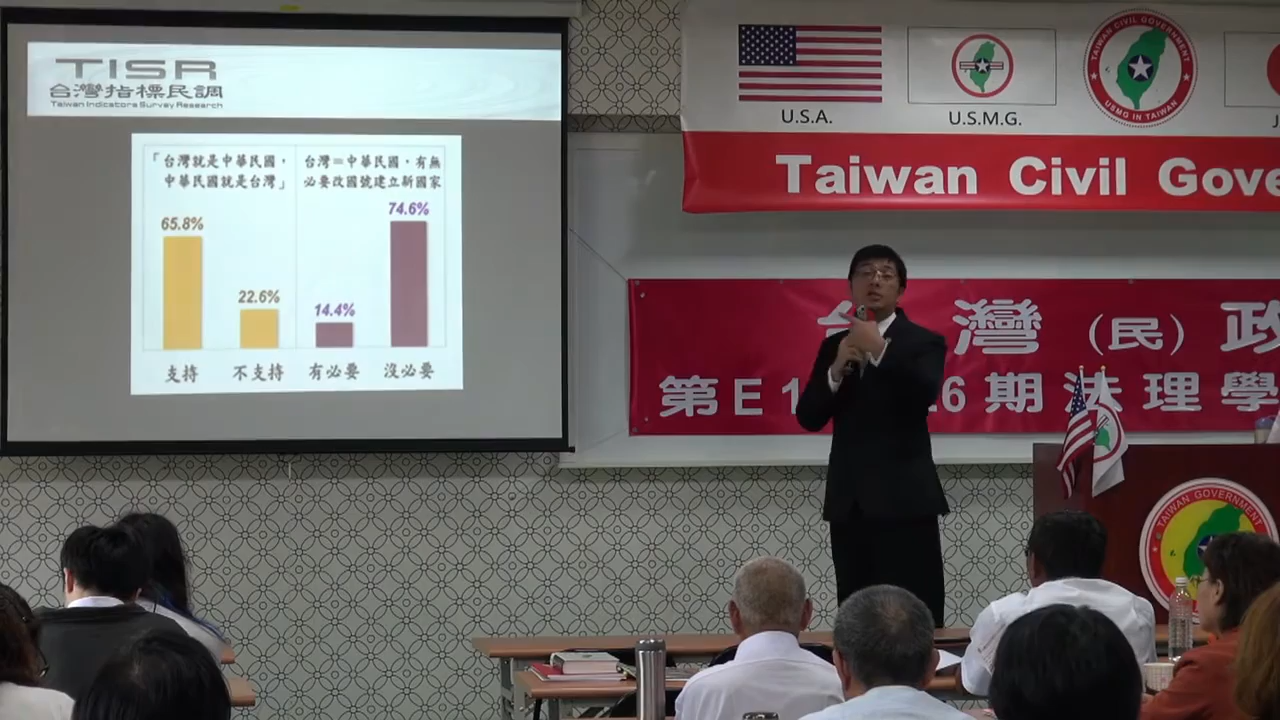 TISR
台灣指標民調
Taiwan Indicators Survey Research
「台灣就是中華民國，
中華民國就是台灣」
台灣＝中華民國，有無
必要改國號建立新國家
65.8%
22.6%
14.4%
74.6%
支持
不支持
有必要
沒必要
U.S.A.
U.S.M.G.
TAIWAN CIVIL GOVERNMENT
USMG IN TAIWAN
J
Taiwan Civil Gove
台灣（民）政
第E1 6期法理學
TAIWAN GOVERNMENT